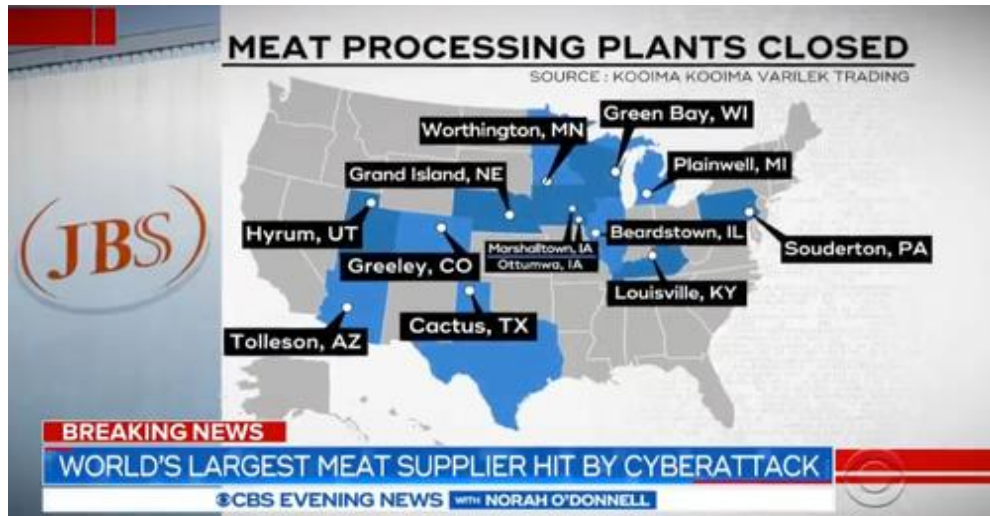 MEAT PROCESSING PLANTS CLOSED
SOURCE : KOOIMA KOOIMA VARILEK TRADING
JBS
Green Bay, WI
Worthington, MN
Plainwell, MI
Grand Island, NE
Hyrum, UT
Marshalltown, IA
Ottumwa, IA
Beardstown, IL
Souderton, PA
Greeley, CO
Louisville, KY
Cactus, TX
Tolleson, AZ
BREAKING NEWS
WORLD'S LARGEST MEAT SUPPLIER HIT BY CYBERATTACK
CBS EVENING NEWS WITH NORAH O'DONNELL